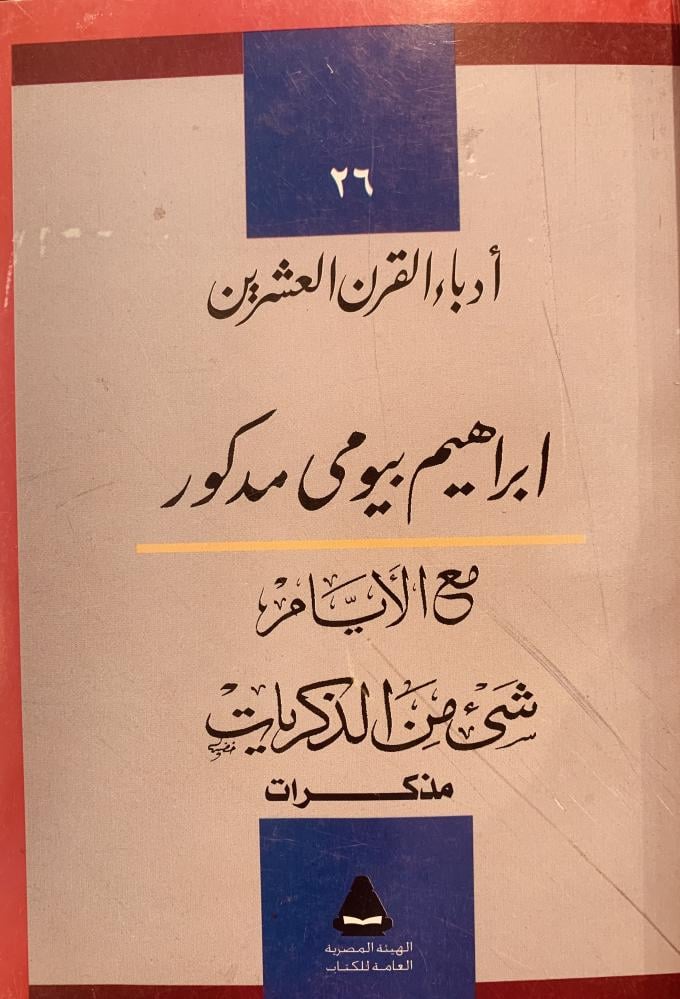 ٢٦
أدباء القرن العشرين
ابراهيم بيومى مدكور
مع الأيام
شئ من الذكريات
مذكرات
الهيئة المصرية
العامة للكتاب